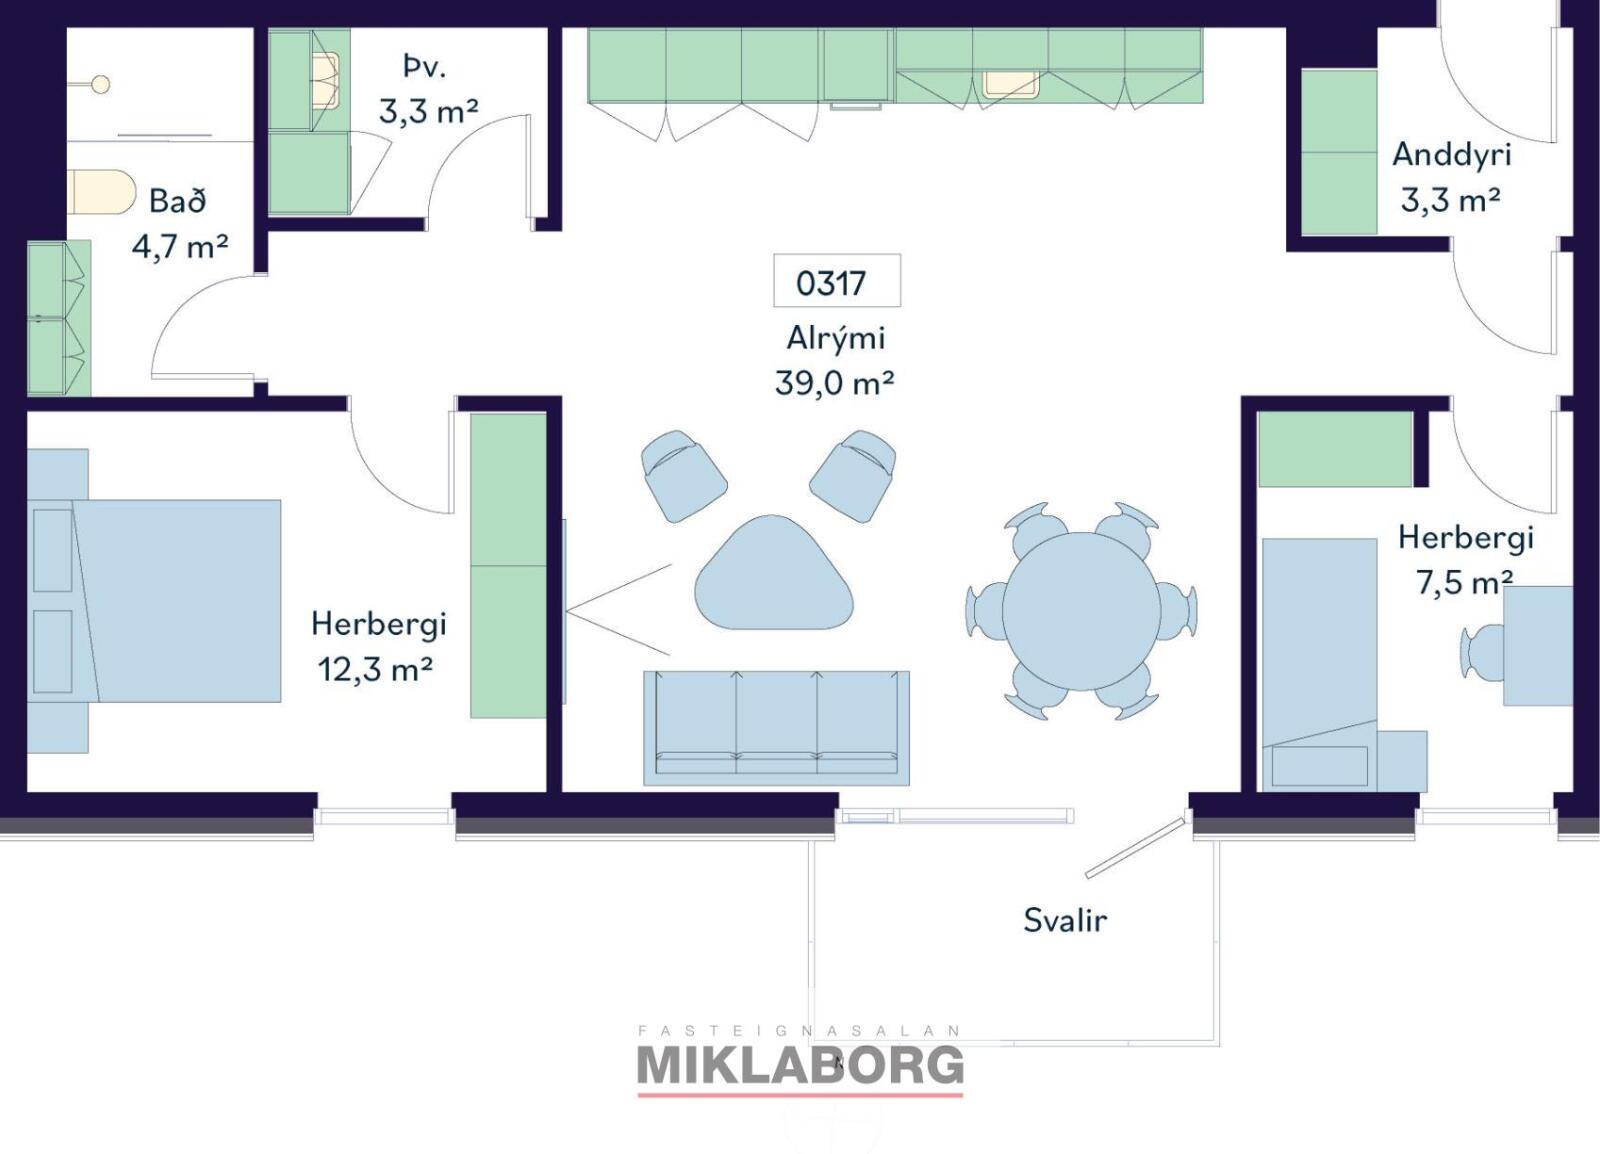 Þv.
3,3 m²
Bað
4,7 m²
Anddyri
3,3 m²
0317
Alrými
39,0 m²
Herbergi
12,3 m²
Herbergi
7,5 m²
Svalir
FASTEIGNASALAN
MIKLABORG